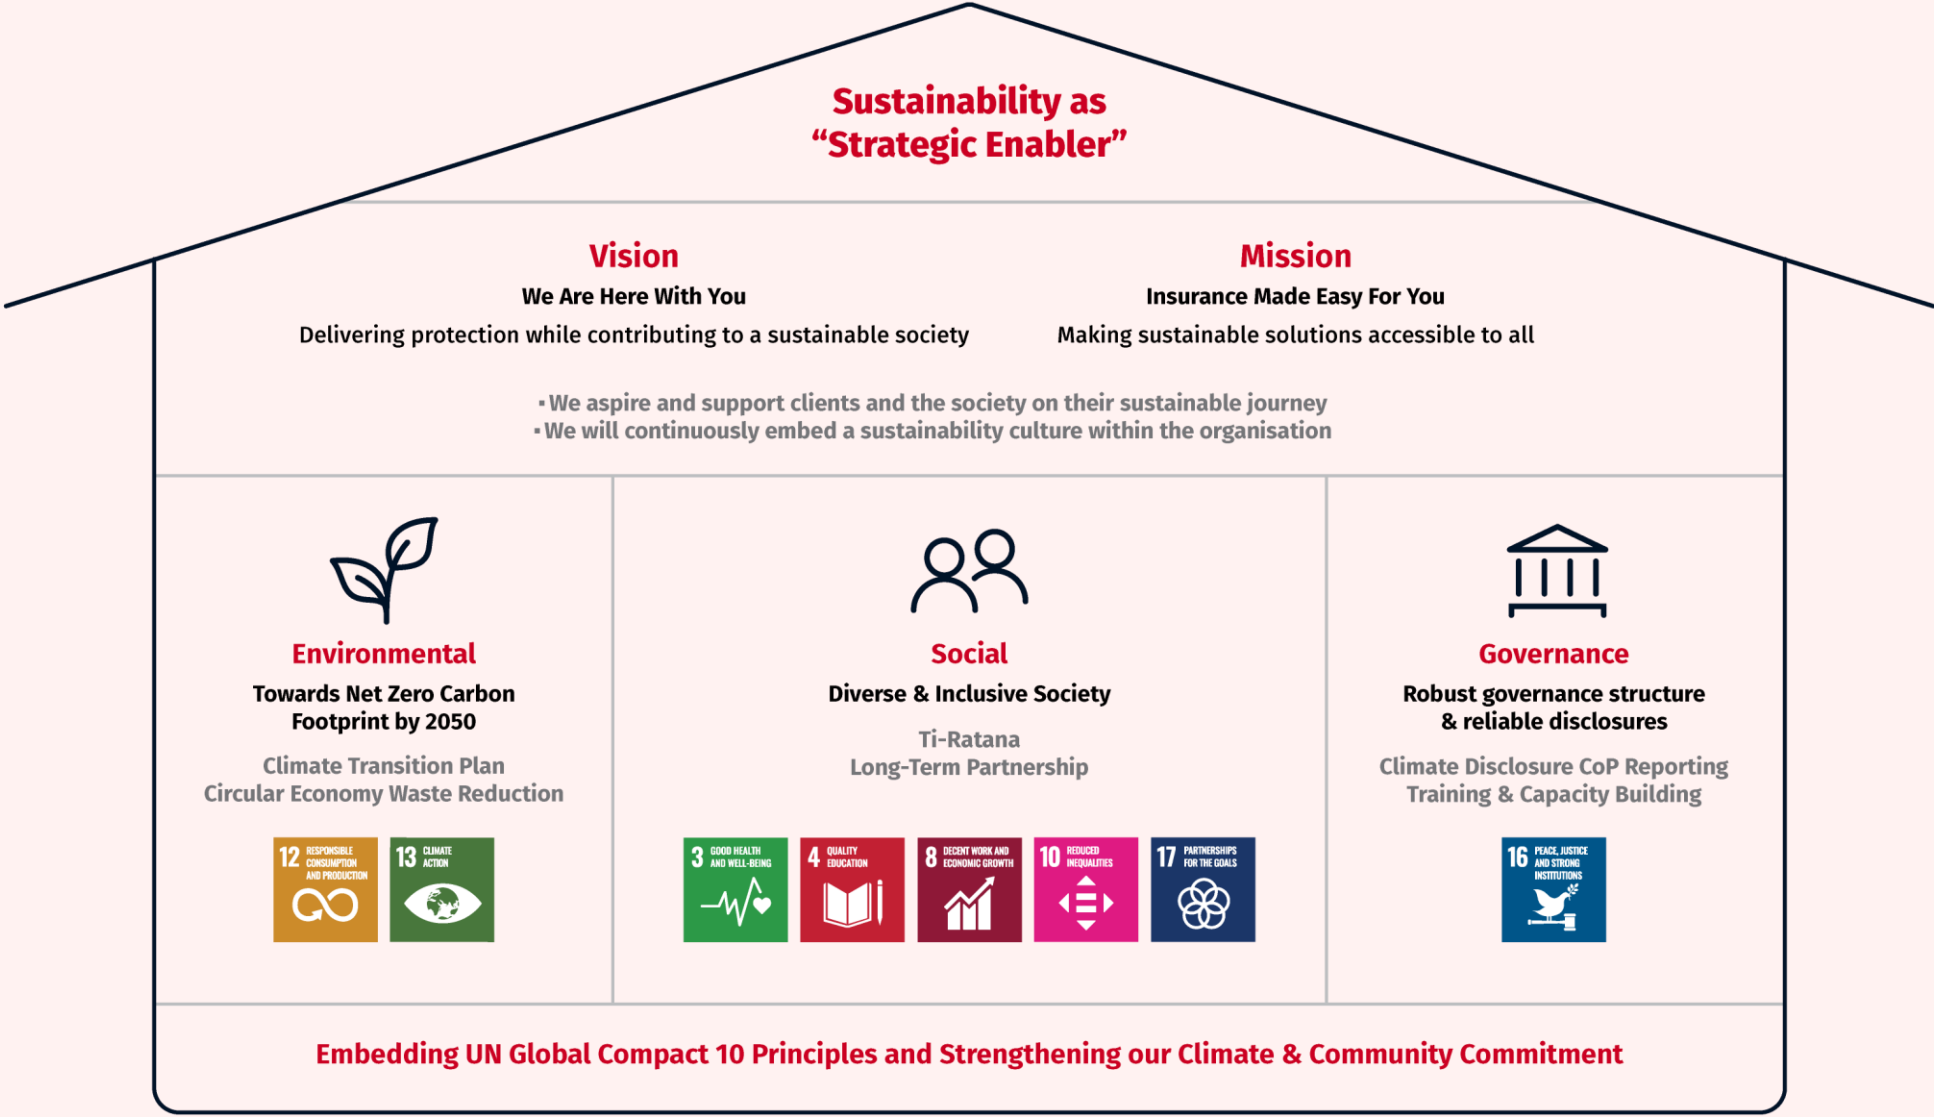 Sustainability as
“Strategic Enabler”
Vision
We Are Here With You
Delivering protection while contributing to a sustainable society
Mission
Insurance Made Easy For You
Making sustainable solutions accessible to all
▪ We aspire and support clients and the society on their sustainable journey
▪ We will continuously embed a sustainability culture within the organisation
Environmental
Towards Net Zero Carbon
Footprint by 2050
Climate Transition Plan
Circular Economy Waste Reduction
12 RESPONSIBLE
CONSUMPTION
AND PRODUCTION
13 CLIMATE
ACTION
Social
Diverse & Inclusive Society
Ti-Ratana
Long-Term Partnership
3 GOOD HEALTH
AND WELL-BEING
4 QUALITY
EDUCATION
8 DECENT WORK AND
ECONOMIC GROWTH
10 REDUCED
INEQUALITIES
17 PARTNERSHIPS
FOR THE GOALS
Governance
Robust governance structure
& reliable disclosures
Climate Disclosure CoP Reporting
Training & Capacity Building
16 PEACE, JUSTICE
AND STRONG
INSTITUTIONS
Embedding UN Global Compact 10 Principles and Strengthening our Climate & Community Commitment